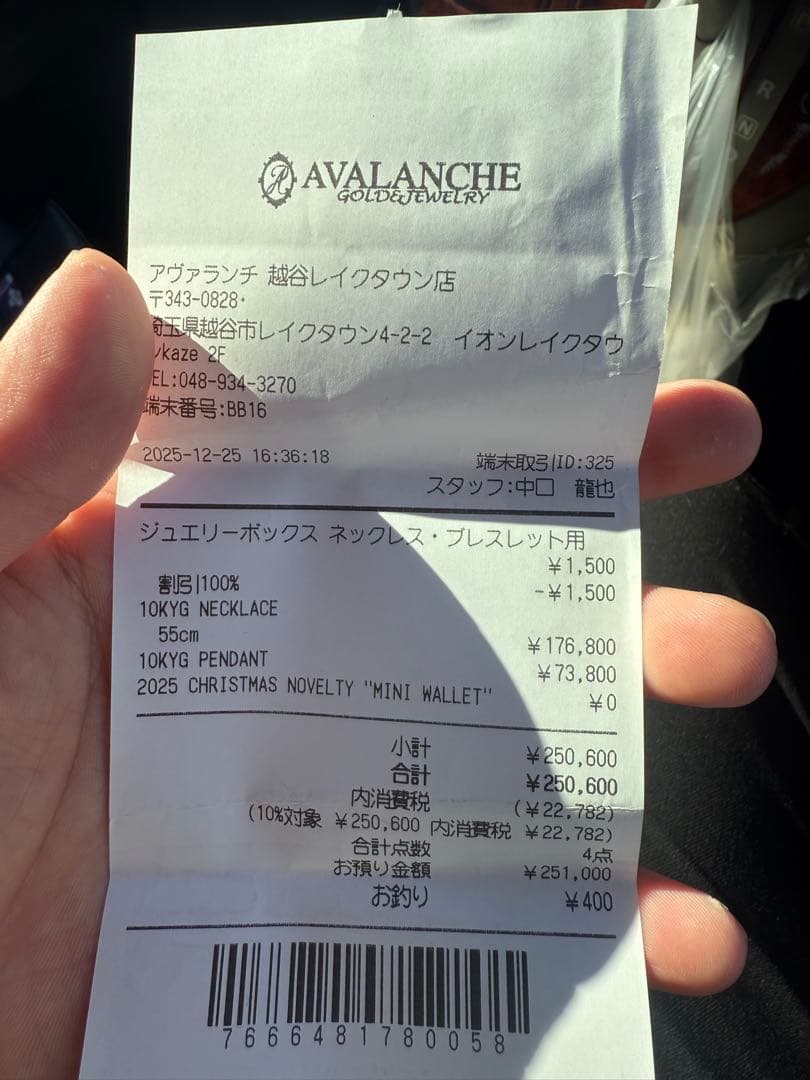 AVALANCHE
GOLD&JEWELRY
アヴァランチ 越谷レイクタウン店
〒343-0828
埼玉県越谷市レイクタウン4-2-2 イオンレイクタウ
ンkaze 2F
EL:048-934-3270
端末番号:BB16
2025-12-25 16:36:18
端末取引ID:325
スタッフ:中口 龍也
ジュエリーボックス ネックレス・ブレスレット用
¥1,500
割引100% -¥1,500
10KYG NECKLACE
55cm ¥176,800
10KYG PENDANT ¥73,800
2025 CHRISTMAS NOVELTY "MINI WALLET" ¥0
小計 ¥250,600
合計 ¥250,600
内消費税 (¥22,782)
(10%対象 ¥250,600 内消費税 ¥22,782)
合計点数 4点
お預り金額 ¥251,000
お釣り ¥400
7666481780058
R
N